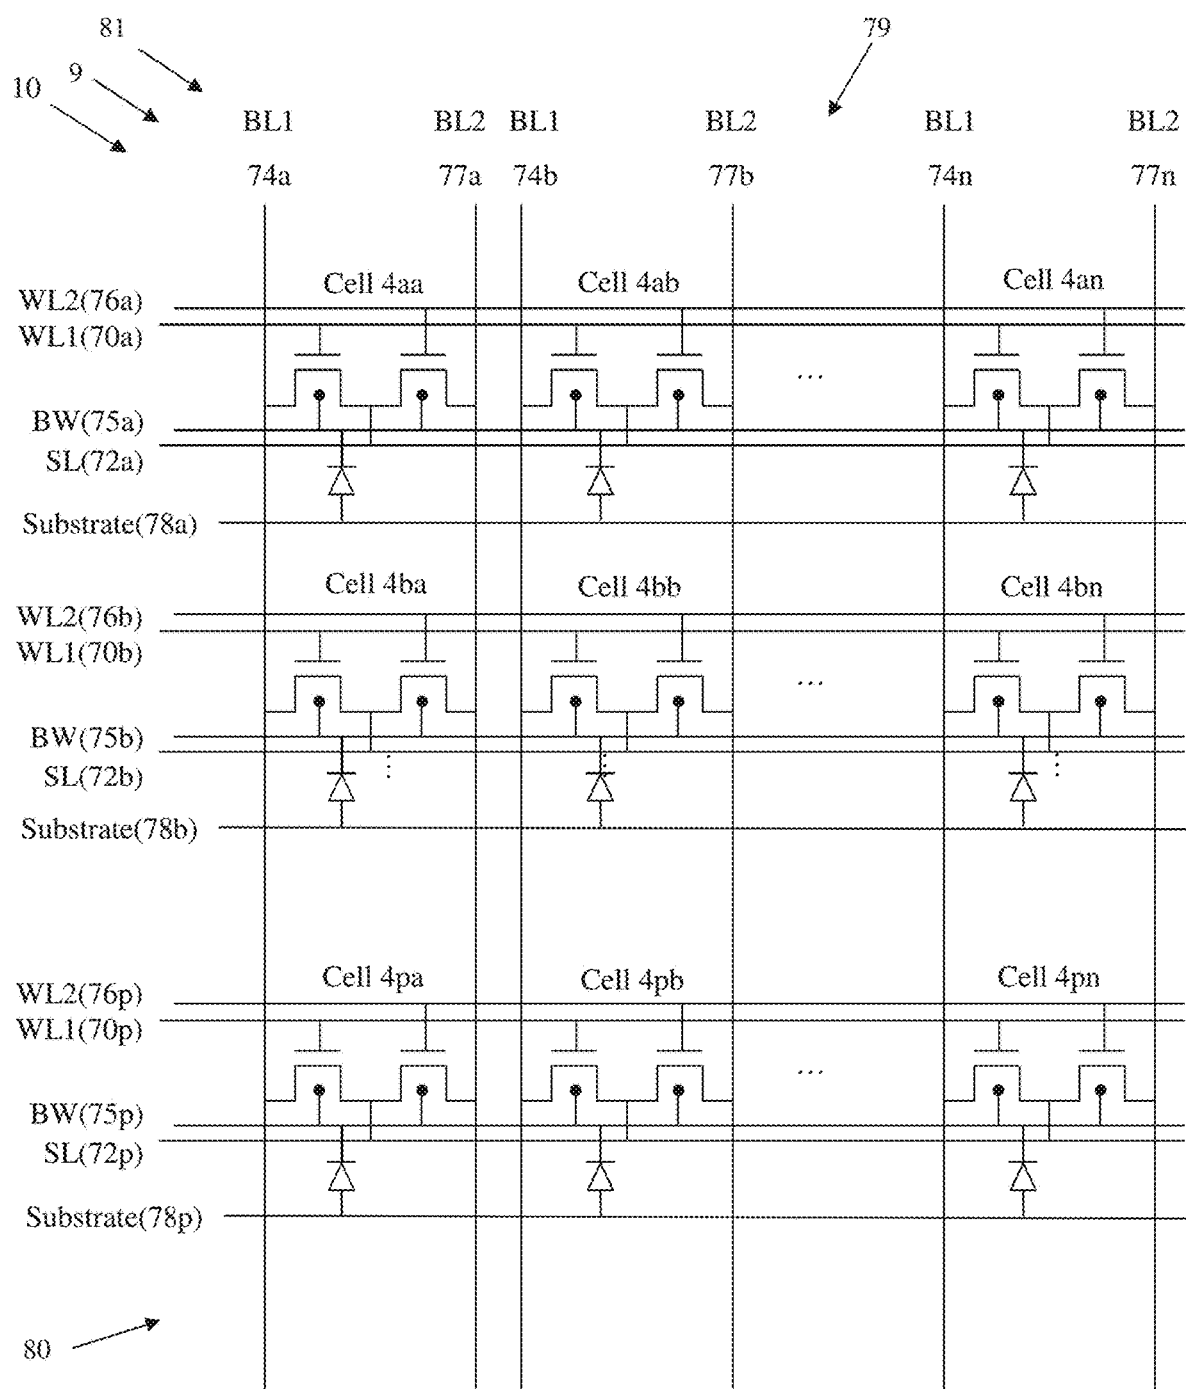 81
79
9
10
BL1 BL2 BL1 BL2 BL1 BL2
74a 77a 74b 77b 74n 77n
Cell 4aa Cell 4ab Cell 4an
WL2(76a)
WL1(70a)
...
BW(75a)
SL(72a)
Substrate(78a)
Cell 4ba Cell 4bb Cell 4bn
WL2(76b)
WL1(70b)
...
BW(75b)
SL(72b)
Substrate(78b)
Cell 4pa Cell 4pb Cell 4pn
WL2(76p)
WL1(70p)
...
BW(75p)
SL(72p)
Substrate(78p)
80